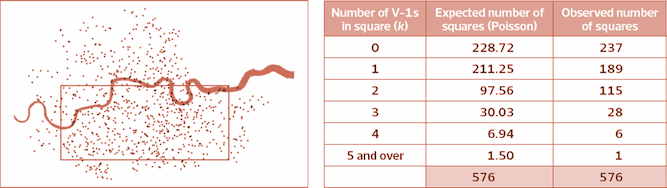 Number of V-1s in square (k) Expected number of squares (Poisson) Observed number of squares
0 228.72 237
1 211.25 189
2 97.56 115
3 30.03 28
4 6.94 6
5 and over 1.50 1
576 576